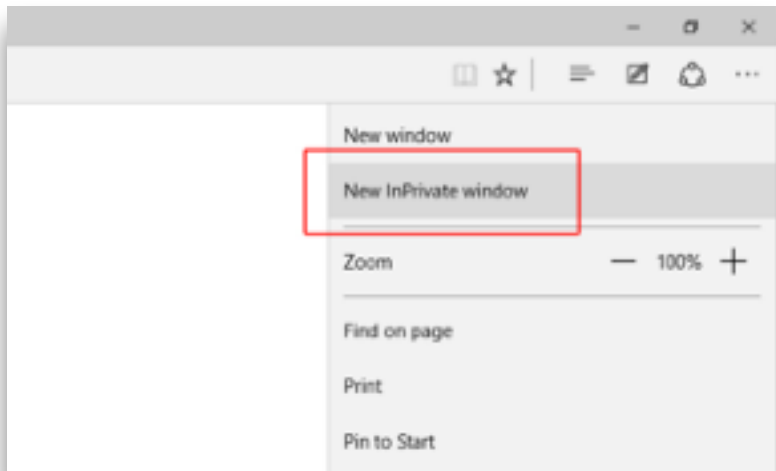 New window
New InPrivate window
Zoom
100%
Find on page
Print
Pin to Start